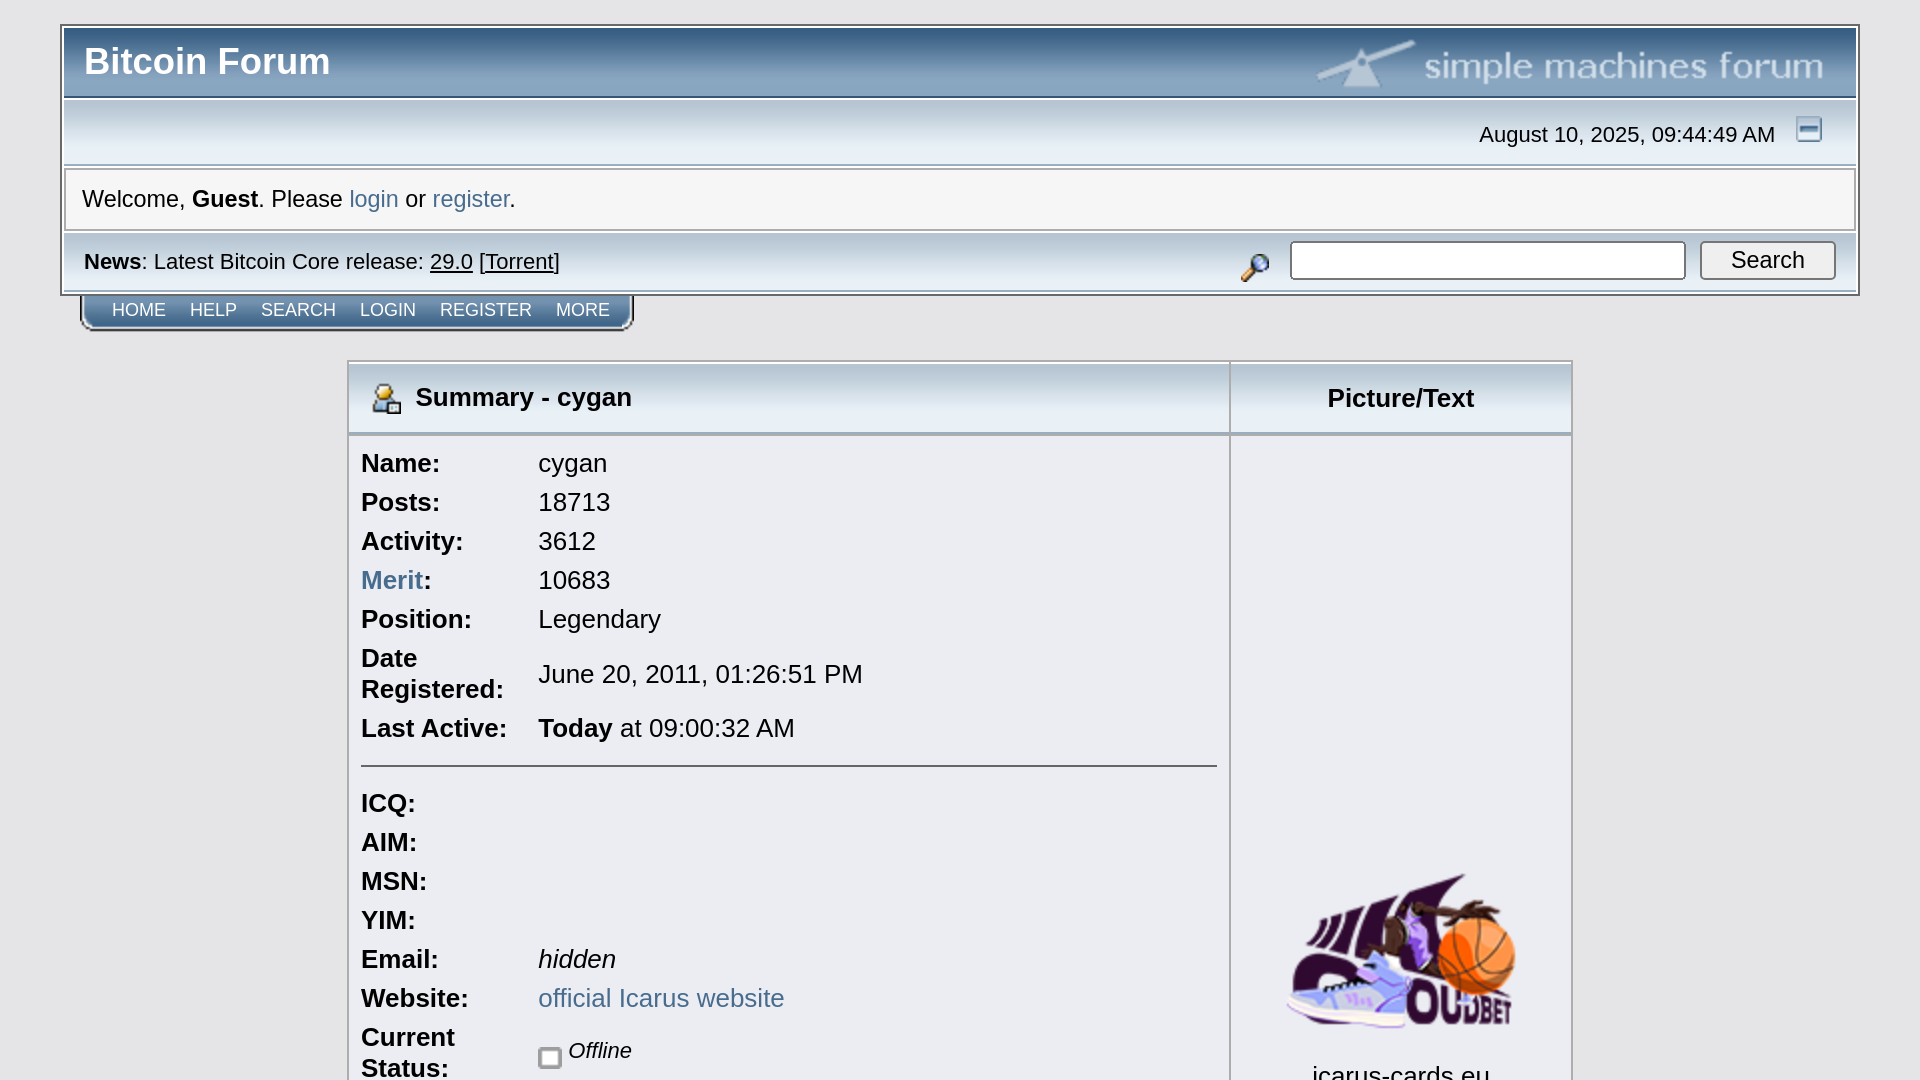 Bitcoin Forum
simple machines forum
August 10, 2025, 09:44:49 AM
Welcome, Guest. Please login or register.
News: Latest Bitcoin Core release: 29.0 [Torrent]
Search
HOME HELP SEARCH LOGIN REGISTER MORE
Summary - cygan
Picture/Text
Name: cygan
Posts: 18713
Activity: 3612
Merit: 10683
Position: Legendary
Date
Registered: June 20, 2011, 01:26:51 PM
Last Active: Today at 09:00:32 AM
ICQ:
AIM:
MSN:
YIM:
Email: hidden
Website: official Icarus website
Current
Status: Offline
CLOUDBET
icarus-cards.eu